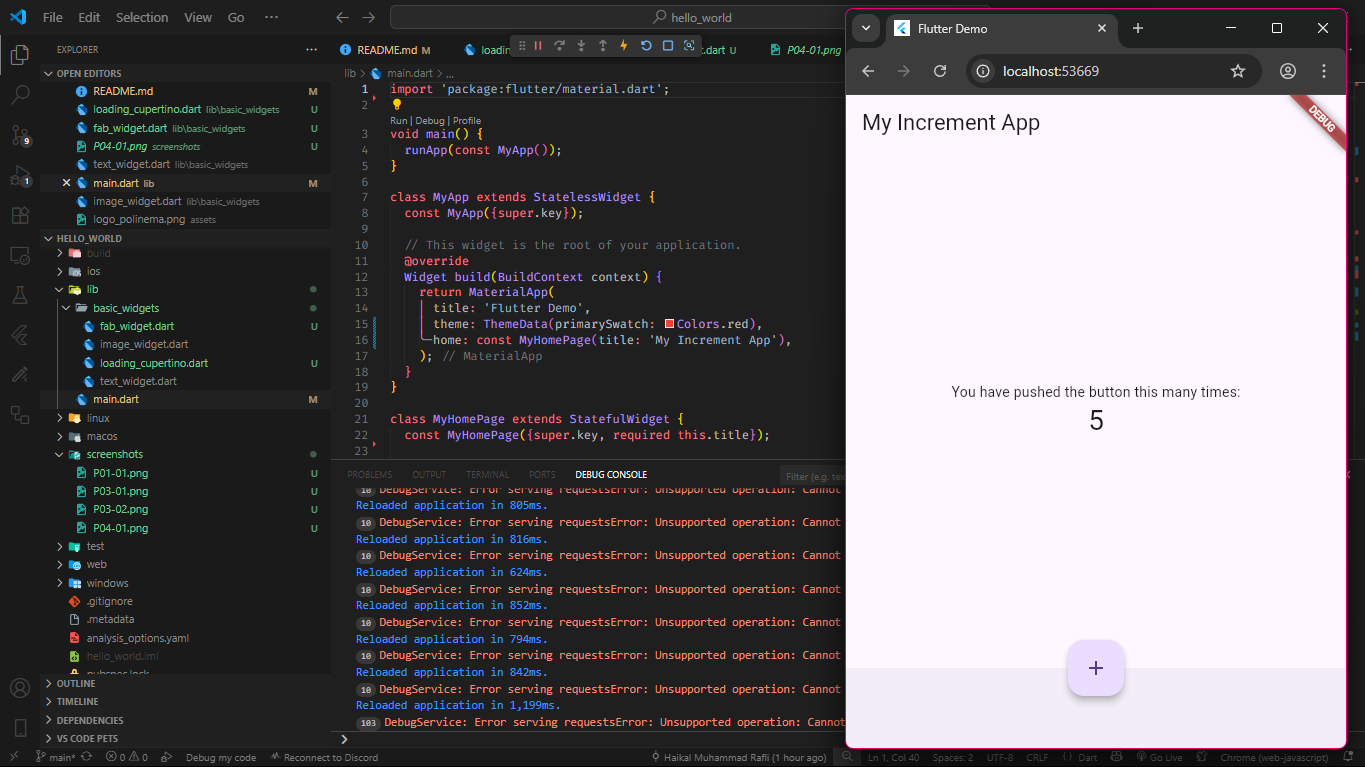 File Edit Selection View Go ···
hello_world
EXPLORER
OPEN EDITORS
README.md M
loading_cupertino.dart lib\basic_widgets U
fab_widget.dart lib\basic_widgets U
P04-01.png screenshots U
text_widget.dart lib\basic_widgets
main.dart lib M
image_widget.dart lib\basic_widgets
logo_polinema.png assets
HELLO_WORLD
build
ios
lib
basic_widgets
fab_widget.dart U
image_widget.dart
loading_cupertino.dart U
text_widget.dart
main.dart M
linux
macos
screenshots
P01-01.png U
P03-01.png U
P03-02.png U
P04-01.png U
test
web
windows
.gitignore
.metadata
analysis_options.yaml
hello_world.iml
pubspec.lock
OUTLINE
TIMELINE
DEPENDENCIES
VS CODE PETS
9
1
README.md M
loadin
.dart U
P04-01.png
lib > main.dart > ...
1 import 'package:flutter/material.dart';
2
Run | Debug | Profile
3 void main() {
4 runApp(const MyApp());
5 }
6
7 class MyApp extends StatelessWidget {
8 const MyApp({super.key});
9
10 // This widget is the root of your application.
11 @override
12 Widget build(BuildContext context) {
13 return MaterialApp(
14 title: 'Flutter Demo',
15 theme: ThemeData(primarySwatch: Colors.red),
16 home: const MyHomePage(title: 'My Increment App'),
17 ); // MaterialApp
18 }
19 }
20
21 class MyHomePage extends StatefulWidget {
22 const MyHomePage({super.key, required this.title});
23
PROBLEMS OUTPUT TERMINAL PORTS DEBUG CONSOLE Filter (e.g. tex
10 DebugService: Error serving requestsError: Unsupported operation: Cannot
Reloaded application in 805ms.
10 DebugService: Error serving requestsError: Unsupported operation: Cannot
Reloaded application in 816ms.
10 DebugService: Error serving requestsError: Unsupported operation: Cannot
Reloaded application in 624ms.
10 DebugService: Error serving requestsError: Unsupported operation: Cannot
Reloaded application in 852ms.
10 DebugService: Error serving requestsError: Unsupported operation: Cannot
Reloaded application in 794ms.
10 DebugService: Error serving requestsError: Unsupported operation: Cannot
Reloaded application in 842ms.
10 DebugService: Error serving requestsError: Unsupported operation: Cannot
Reloaded application in 1,199ms.
103 DebugService: Error serving requestsError: Unsupported operation: Cannot
main* 0 0 Debug my code Reconnect to Discord Haikal Muhammad Rafli (1 hour ago) Ln 1, Col 40 Spaces: 2 UTF-8 CRLF Dart Go Live Chrome (web-javascript)
Flutter Demo
localhost:53669
DEBUG
My Increment App
You have pushed the button this many times:
5
+